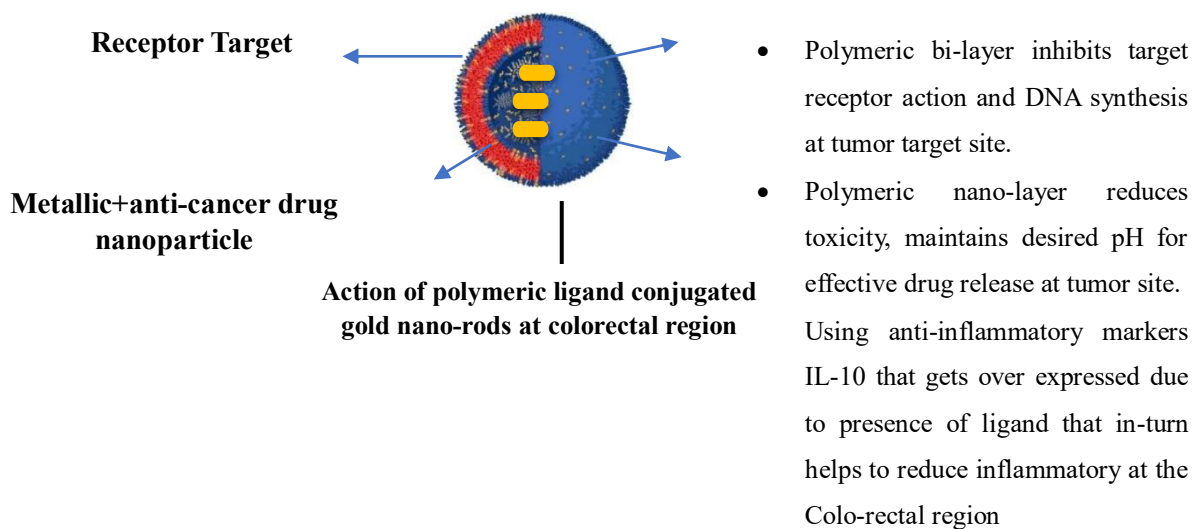 Receptor Target
Metallic+anti-cancer drug
nanoparticle
Action of polymeric ligand conjugated
gold nano-rods at colorectal region
• Polymeric bi-layer inhibits target
receptor action and DNA synthesis
at tumor target site.
• Polymeric nano-layer reduces
toxicity, maintains desired pH for
effective drug release at tumor site.
Using anti-inflammatory markers
IL-10 that gets over expressed due
to presence of ligand that in-turn
helps to reduce inflammatory at the
Colo-rectal region